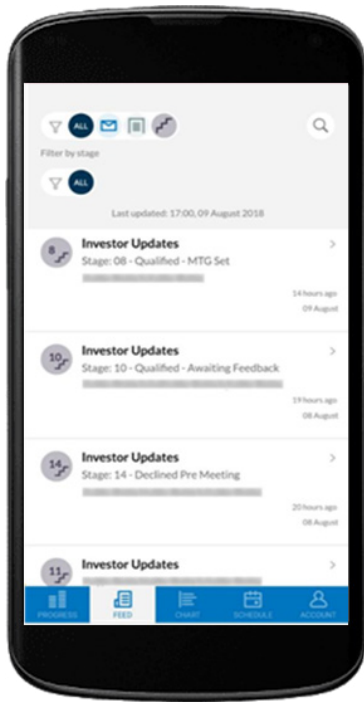 ALL
Filter by stage
ALL
Last updated: 17:00, 09 August 2018
8
Investor Updates
Stage: 08 - Qualified - MTG Set
14 hours ago
09 August
10
Investor Updates
Stage: 10 - Qualified - Awaiting Feedback
19 hours ago
08 August
14
Investor Updates
Stage: 14 - Declined Pre Meeting
20 hours ago
08 August
11
Investor Updates
PROGRESS
FEED
CHART
SCHEDULE
ACCOUNT